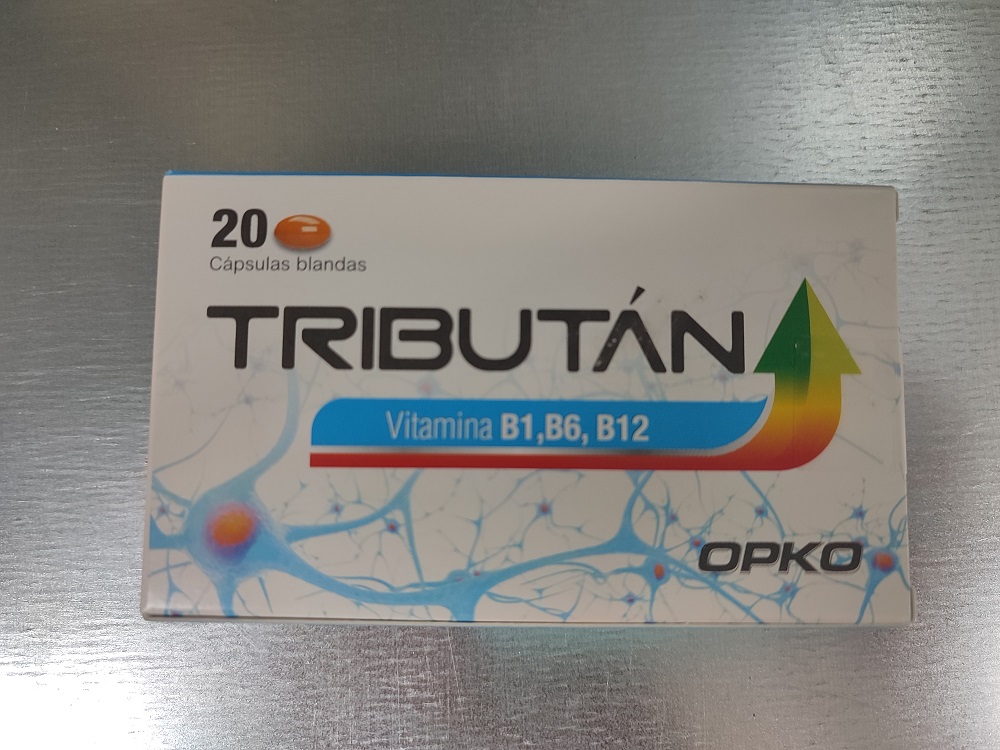 20
Cápsulas blandas
TRIBUTÁN
Vitamina B1,B6, B12
OPKO